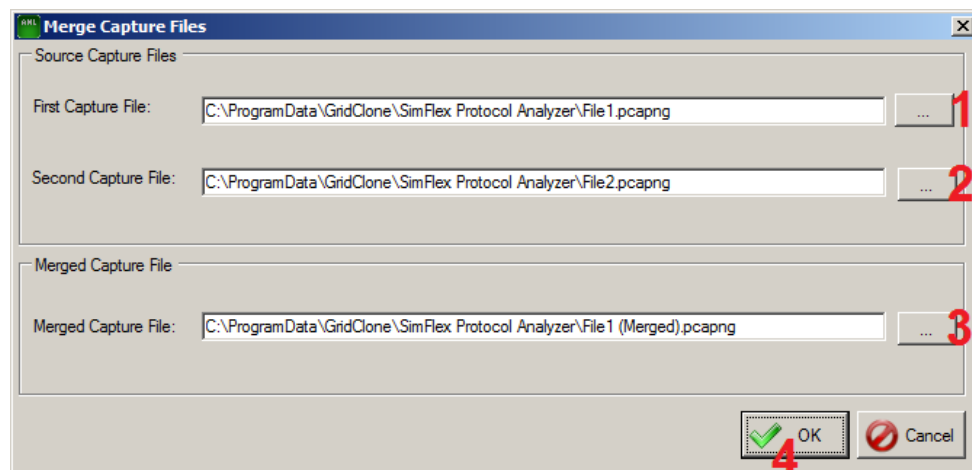 AML Merge Capture Files
Source Capture Files
First Capture File: C:\ProgramData\GridClone\SimFlex Protocol Analyzer\File1.pcapng ... 1
Second Capture File: C:\ProgramData\GridClone\SimFlex Protocol Analyzer\File2.pcapng ... 2
Merged Capture File
Merged Capture File: C:\ProgramData\GridClone\SimFlex Protocol Analyzer\File1 (Merged).pcapng ... 3
4 OK Cancel